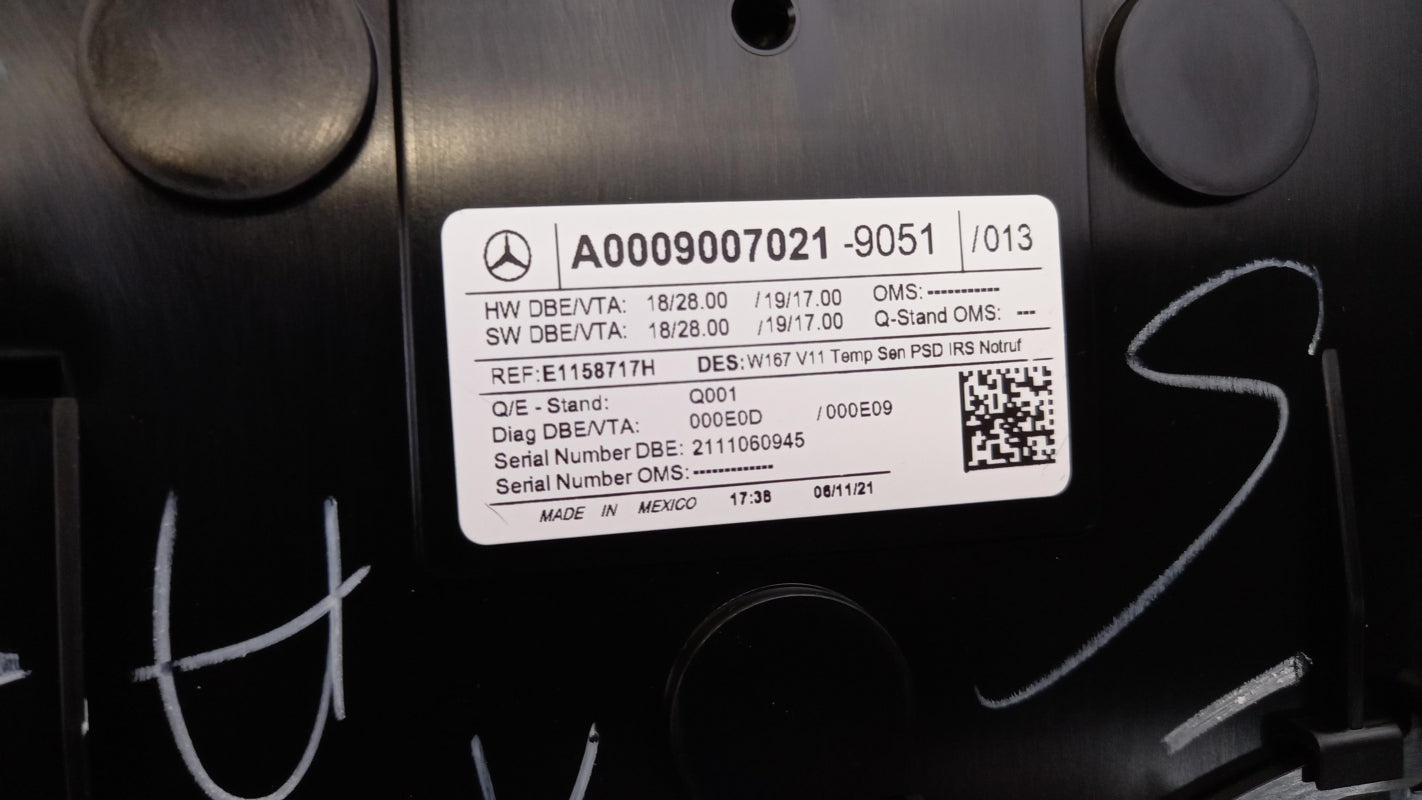 A0009007021 -9051 /013
HW DBE/VTA: 18/28.00 /19/17.00 OMS: -----------
SW DBE/VTA: 18/28.00 /19/17.00 Q-Stand OMS: ---
REF:E1158717H DES: W167 V11 Temp Sen PSD IRS Notruf
Q/E - Stand: Q001
Diag DBE/VTA: 000E0D /000E09
Serial Number DBE: 2111060945
Serial Number OMS: -------------
MADE IN MEXICO 17:38 06/11/21